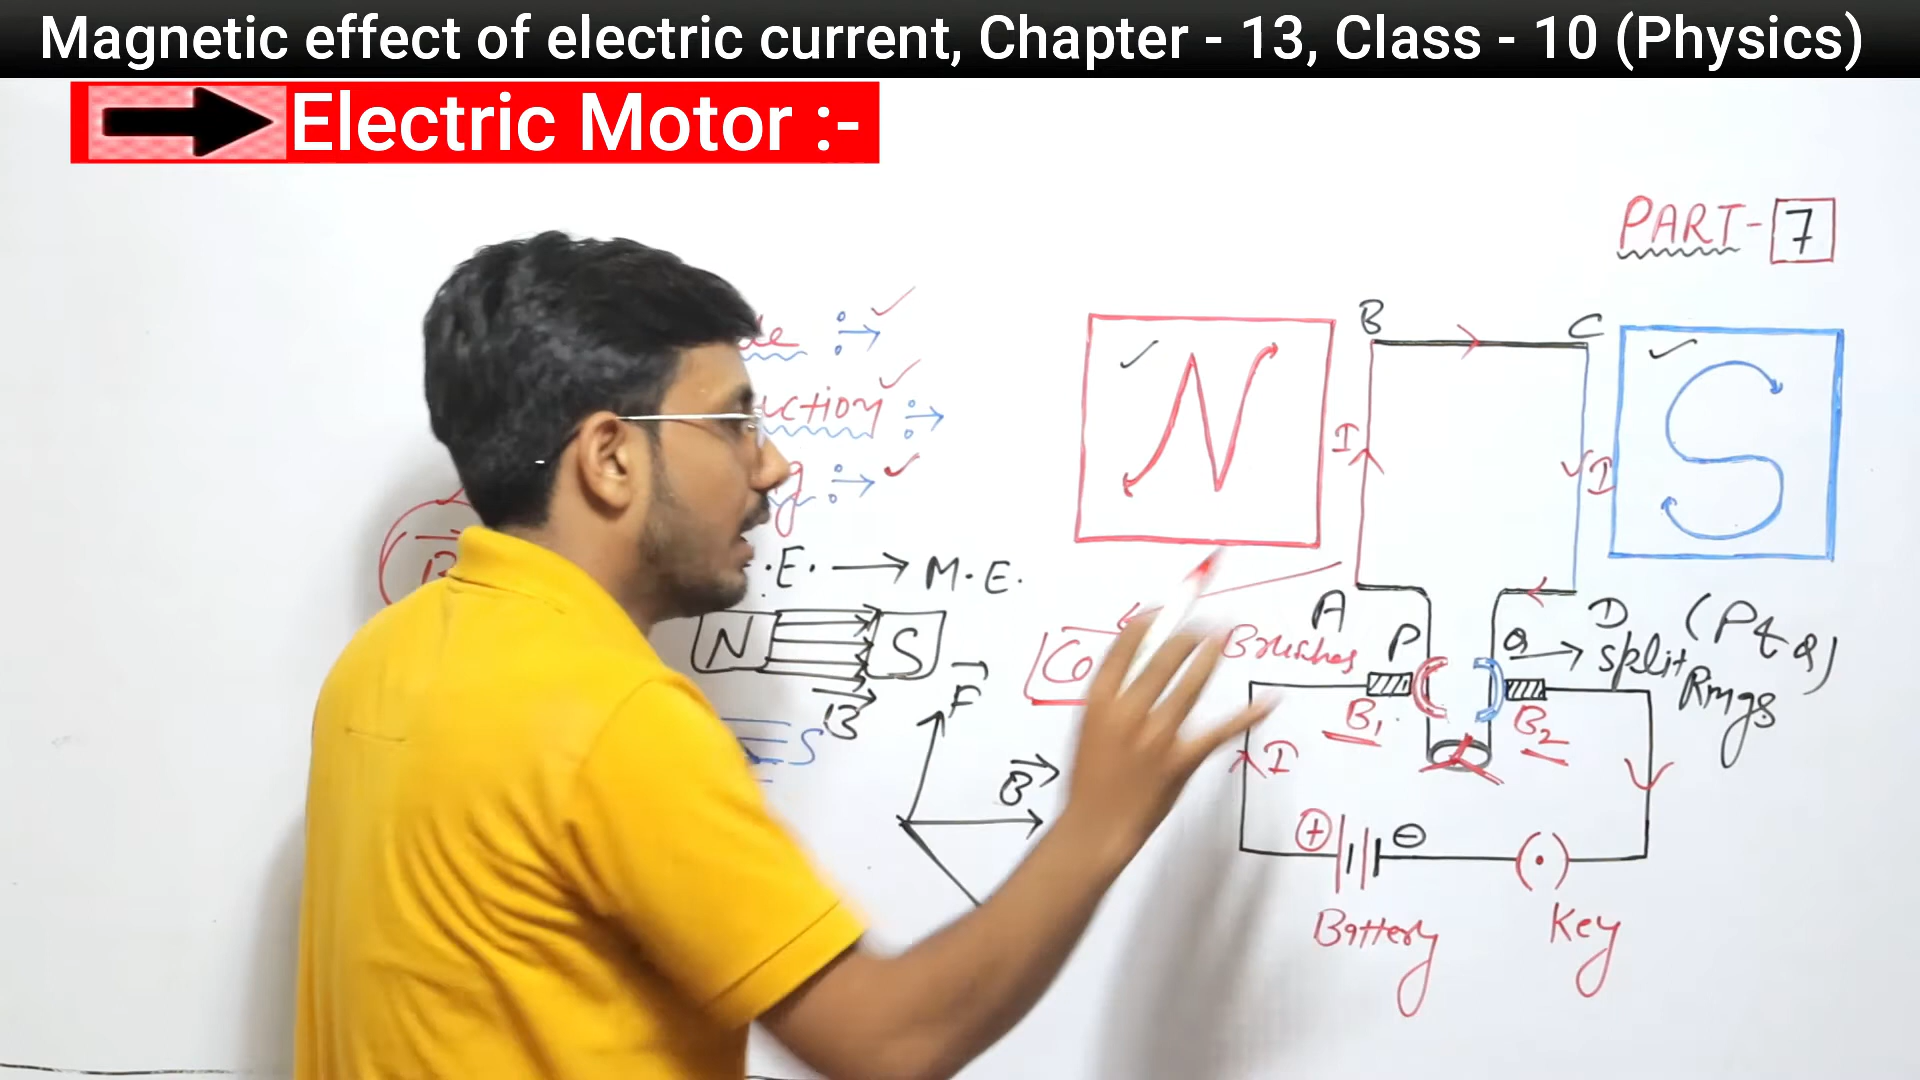 Magnetic effect of electric current, Chapter - 13, Class - 10 (Physics)
Electric Motor :-
PART-7
.E. → M.E.
N S
B
F
B
S
N
S
B C
I I
A D
P Q → split Rings
(P & Q)
Brushes
B₁ B₂
I
+ -
Battery Key